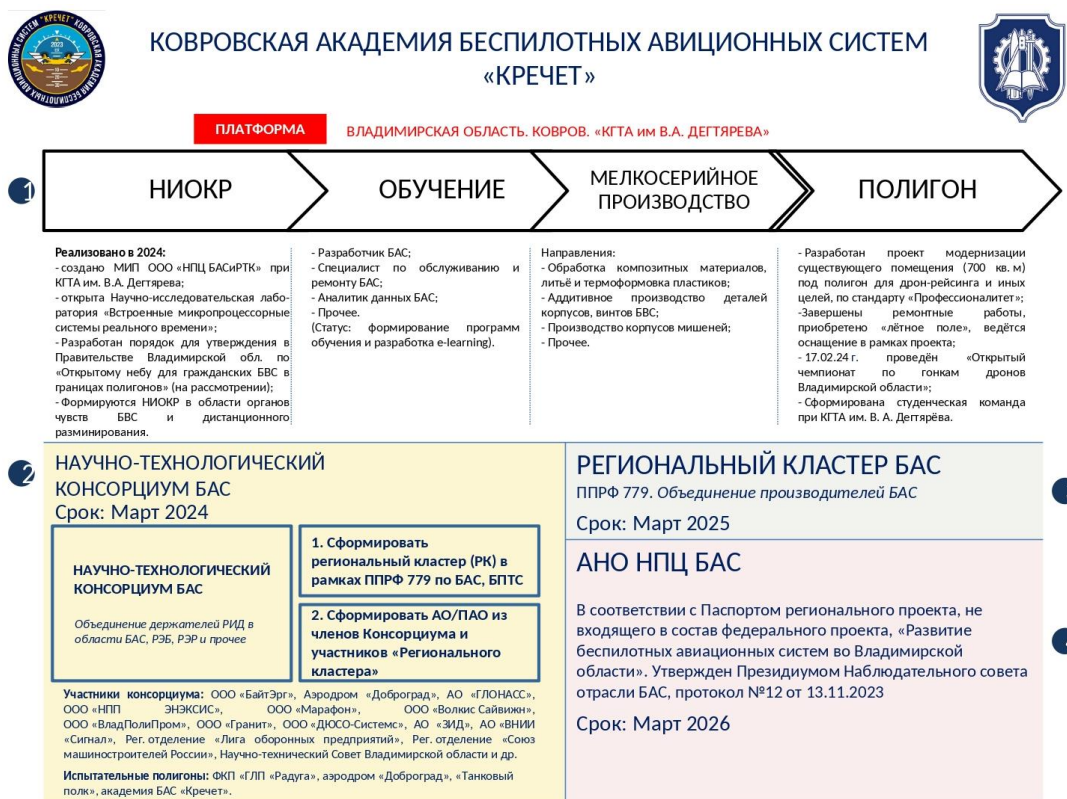 КОВРОВСКАЯ АКАДЕМИЯ БЕСПИЛОТНЫХ АВИЦИОННЫХ СИСТЕМ
«КРЕЧЕТ»
ПЛАТФОРМА
ВЛАДИМИРСКАЯ ОБЛАСТЬ. КОВРОВ. «КГТА им В.А. ДЕГТЯРЕВА»
1
НИОКР
ОБУЧЕНИЕ
МЕЛКОСЕРИЙНОЕ
ПРОИЗВОДСТВО
ПОЛИГОН
Реализовано в 2024:
- создано МИП ООО «НПЦ БАСиРТК» при
КГТА им. В.А. Дегтярева;
- открыта Научно-исследовательская лабо-
ратория «Встроенные микропроцессорные
системы реального времени»;
- Разработан порядок для утверждения в
Правительстве Владимирской обл. по
«Открытому небу для гражданских БВС в
границах полигонов» (на рассмотрении);
- Формируются НИОКР в области органов
чувств БВС и дистанционного
разминирования.
- Разработчик БАС;
- Специалист по обслуживанию и
ремонту БАС;
- Аналитик данных БАС;
- Прочее.
(Статус: формирование программ
обучения и разработка e-learning).
Направления:
- Обработка композитных материалов,
литьё и термоформовка пластиков;
- Аддитивное производство деталей
корпусов, винтов БВС;
- Производство корпусов мишеней;
- Прочее.
- Разработан проект модернизации
существующего помещения (700 кв. м)
под полигон для дрон-рейсинга и иных
целей, по стандарту «Профессионалитет»;
-Завершены ремонтные работы,
приобретено «лётное поле», ведётся
оснащение в рамках проекта;
- 17.02.24 г. проведён «Открытый
чемпионат по гонкам дронов
Владимирской области»;
- Сформирована студенческая команда
при КГТА им. В. А. Дегтярёва.
2
НАУЧНО-ТЕХНОЛОГИЧЕСКИЙ
КОНСОРЦИУМ БАС
Срок: Март 2024
НАУЧНО-ТЕХНОЛОГИЧЕСКИЙ
КОНСОРЦИУМ БАС
Объединение держателей РИД в
области БАС, РЭБ, РЭР и прочее
1. Сформировать
региональный кластер (РК) в
рамках ППРФ 779 по БАС, БПТС
2. Сформировать АО/ПАО из
членов Консорциума и
участников «Регионального
кластера»
Участники консорциума: ООО «БайтЭрг», Аэродром «Доброград», АО «ГЛОНАСС»,
ООО «НПП ЭНЭКСИС», ООО «Марафон», ООО «Волкис Сайвижн»,
ООО «ВладПолиПром», ООО «Гранит», ООО «ДЮСО-Системс», АО «ЗИД», АО «ВНИИ
«Сигнал», Рег. отделение «Лига оборонных предприятий», Рег. отделение «Союз
машиностроителей России», Научно-технический Совет Владимирской области и др.
Испытательные полигоны: ФКП «ГЛП «Радуга», аэродром «Доброград», «Танковый
полк», академия БАС «Кречет».
РЕГИОНАЛЬНЫЙ КЛАСТЕР БАС
ППРФ 779. Объединение производителей БАС
Срок: Март 2025
АНО НПЦ БАС
В соответствии с Паспортом регионального проекта, не
входящего в состав федерального проекта, «Развитие
беспилотных авиационных систем во Владимирской
области». Утвержден Президиумом Наблюдательного совета
отрасли БАС, протокол №12 от 13.11.2023
Срок: Март 2026